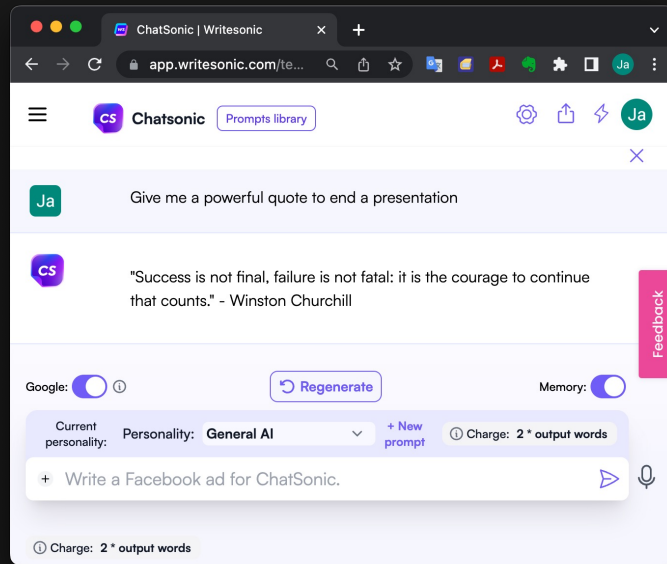 ChatSonic | Writesonic
app.writesonic.com/te...
Ja
CS Chatsonic Prompts library
Ja
Ja Give me a powerful quote to end a presentation
CS "Success is not final, failure is not fatal: it is the courage to continue
that counts." - Winston Churchill
Feedback
Google: Regenerate Memory:
Current personality: Personality: General AI + New prompt Charge: 2 * output words
+ Write a Facebook ad for ChatSonic.
Charge: 2 * output words